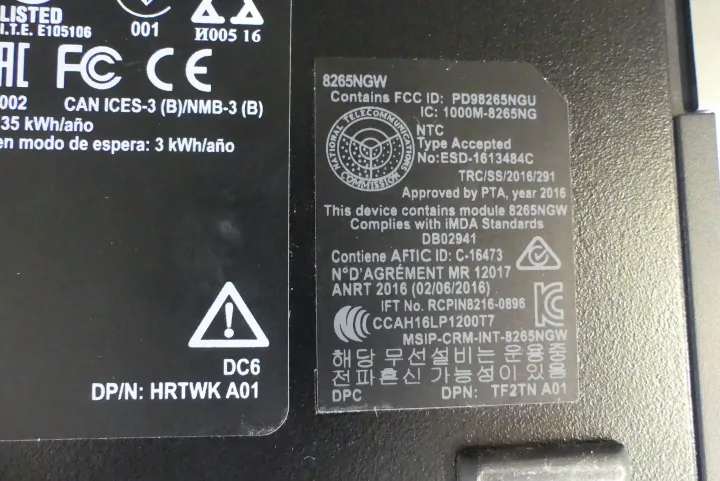 LISTED
I.T.E. E105106
001
И005 16
FC CE
002 CAN ICES-3 (B)/NMB-3 (B)
35 kWh/año
en modo de espera: 3 kWh/año
DC6
DP/N: HRTWK A01
8265NGW
Contains FCC ID: PD98265NGU
IC: 1000M-8265NG
NATIONAL TELECOMMUNICATIONS COMMISSION
NTC
Type Accepted
No:ESD-1613484C
TRC/SS/2016/291
Approved by PTA, year 2016
This device contains module 8265NGW
Complies with iMDA Standards
DB02941
Contiene AFTIC ID: C-16473
N°D'AGRÉMENT MR 12017
ANRT 2016 (02/06/2016)
IFT No. RCPIN8216-0896
CCAH16LP1200T7
MSIP-CRM-INT-8265NGW
해당 무선설비는 운용중
전파혼신 가능성이 있음
DPC DPN: TF2TN A01